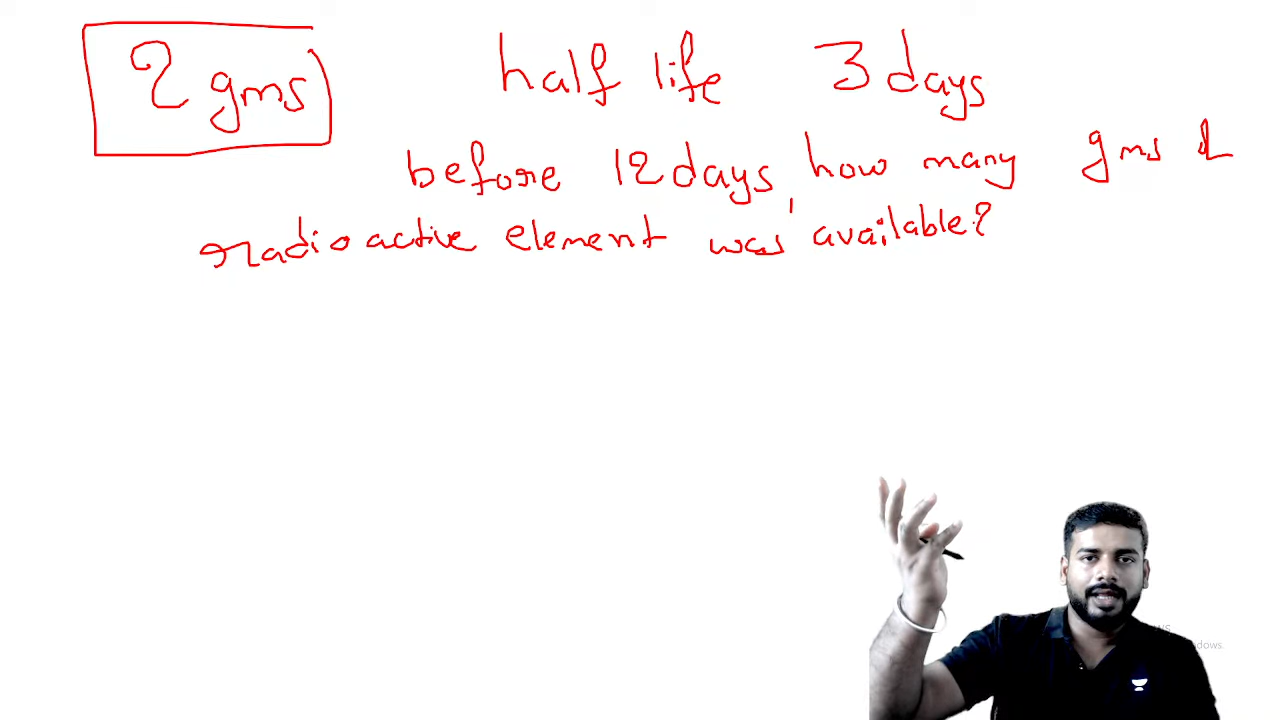 2 gms
half life 3 days
before 12 days, how many gms of
radioactive element was available?